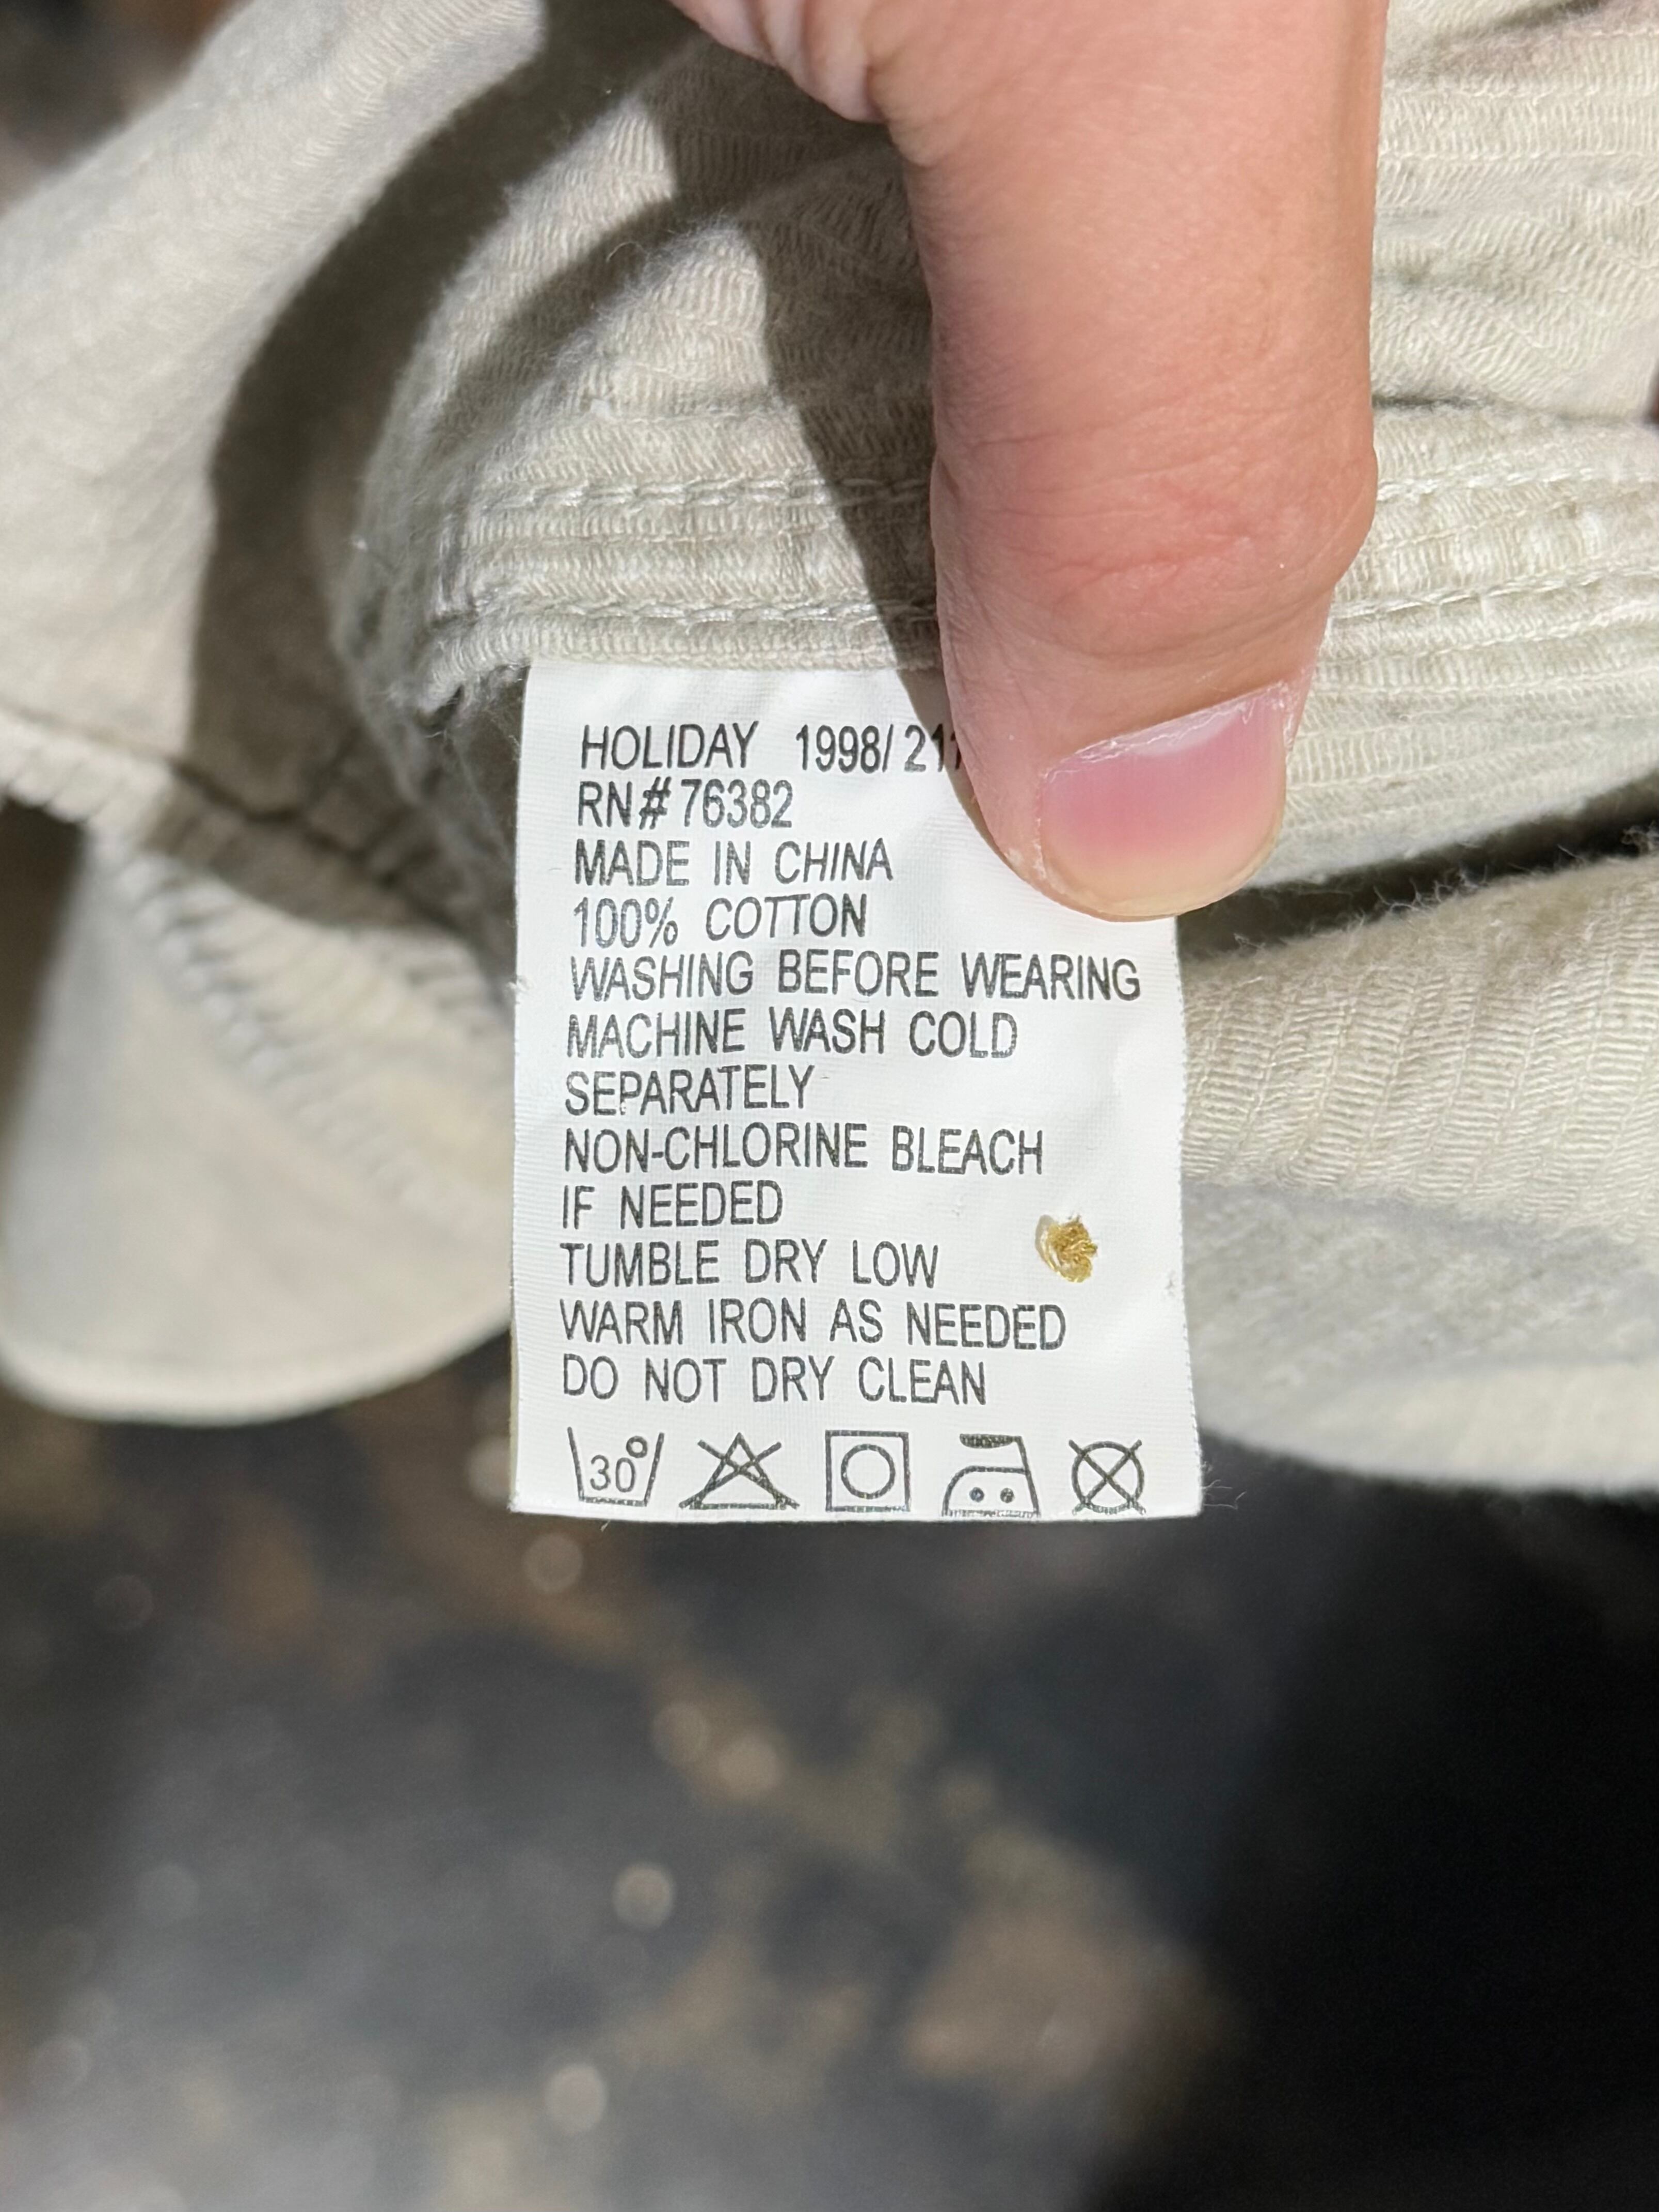 HOLIDAY 1998/ 21
RN# 76382
MADE IN CHINA
100% COTTON
WASHING BEFORE WEARING
MACHINE WASH COLD
SEPARATELY
NON-CHLORINE BLEACH
IF NEEDED
TUMBLE DRY LOW
WARM IRON AS NEEDED
DO NOT DRY CLEAN
30°